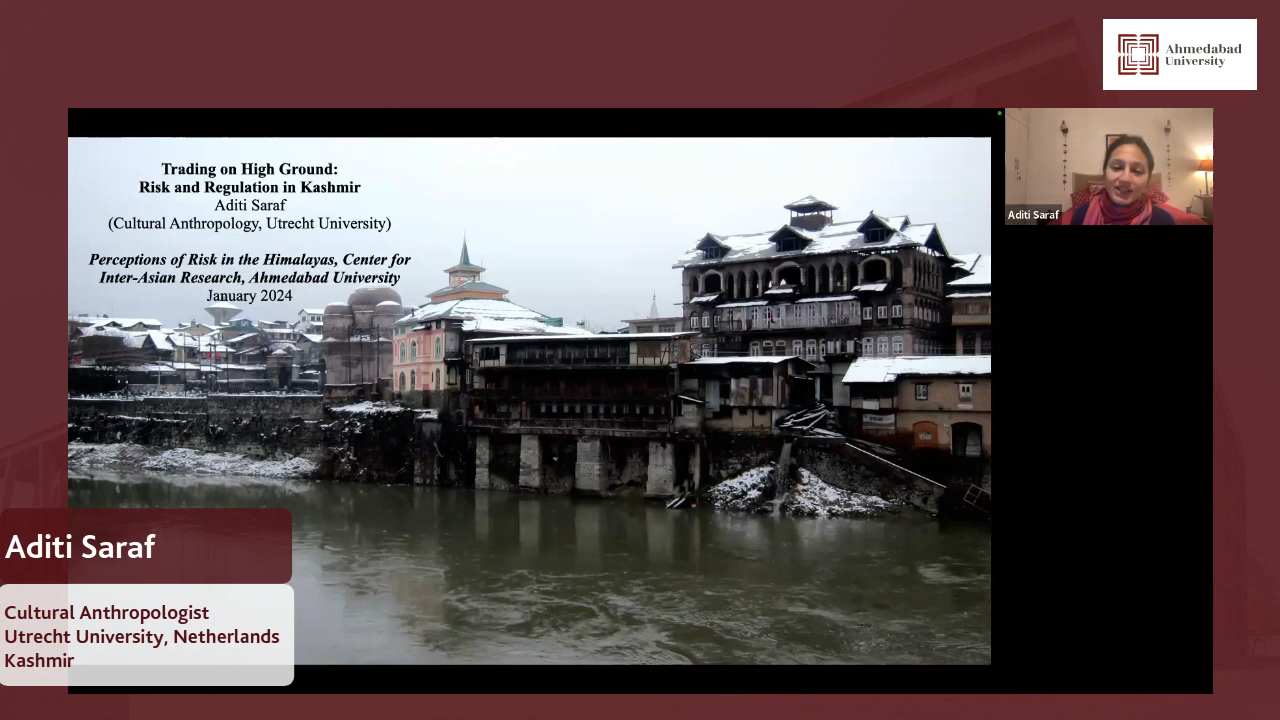 Ahmedabad
University
Trading on High Ground:
Risk and Regulation in Kashmir
Aditi Saraf
(Cultural Anthropology, Utrecht University)
Perceptions of Risk in the Himalayas, Center for
Inter-Asian Research, Ahmedabad University
January 2024
Aditi Saraf
Aditi Saraf
Cultural Anthropologist
Utrecht University, Netherlands
Kashmir